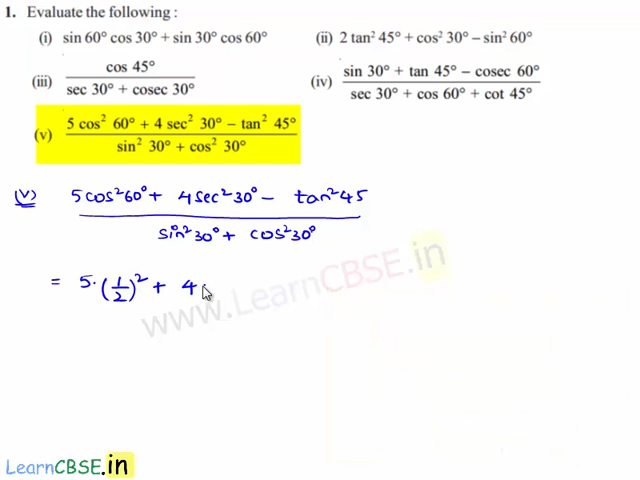 1. Evaluate the following :
(i) sin 60° cos 30° + sin 30° cos 60° (ii) 2 tan² 45° + cos² 30° – sin² 60°
(iii) cos 45° / sec 30° + cosec 30° (iv) sin 30° + tan 45° – cosec 60° / sec 30° + cos 60° + cot 45°
(v) 5 cos² 60° + 4 sec² 30° – tan² 45° / sin² 30° + cos² 30°
(v) 5cos²60° + 4sec²30° – tan²45
sin²30° + cos²30°
= 5.(1/2)² + 4
www.LearnCBSE.in
LearnCBSE.in